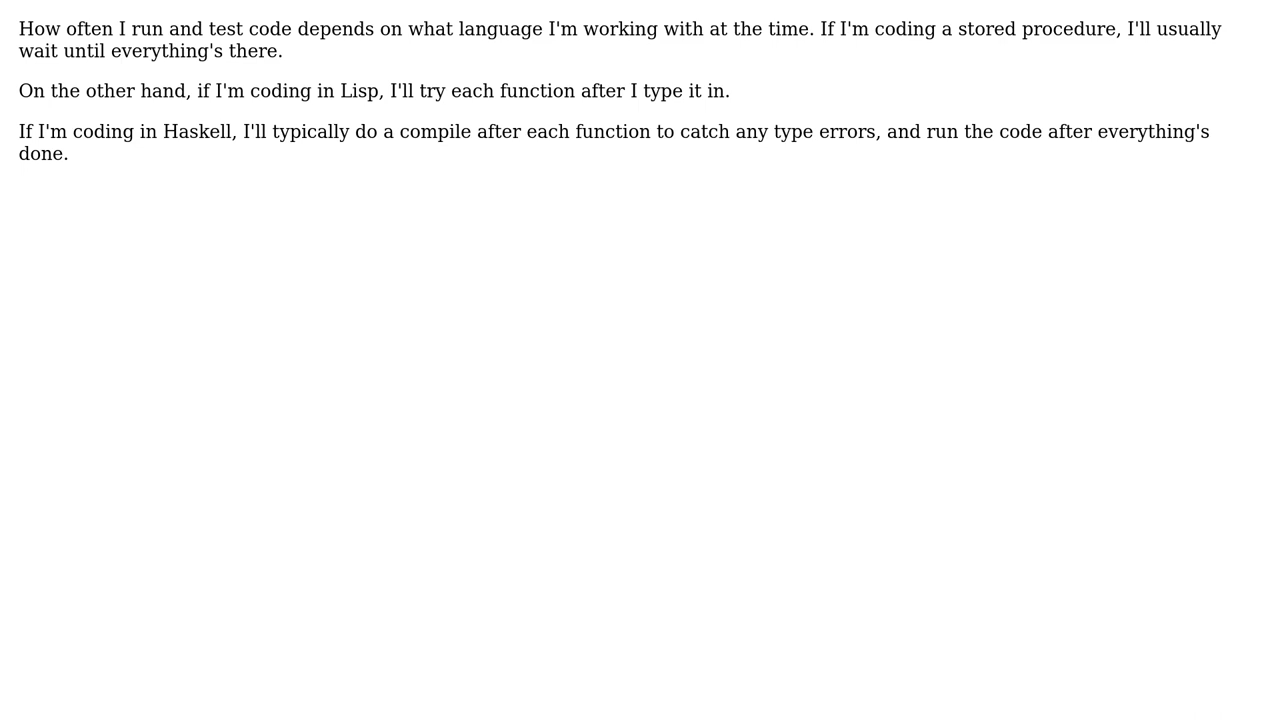 How often I run and test code depends on what language I'm working with at the time. If I'm coding a stored procedure, I'll usually
wait until everything's there.
On the other hand, if I'm coding in Lisp, I'll try each function after I type it in.
If I'm coding in Haskell, I'll typically do a compile after each function to catch any type errors, and run the code after everything's
done.